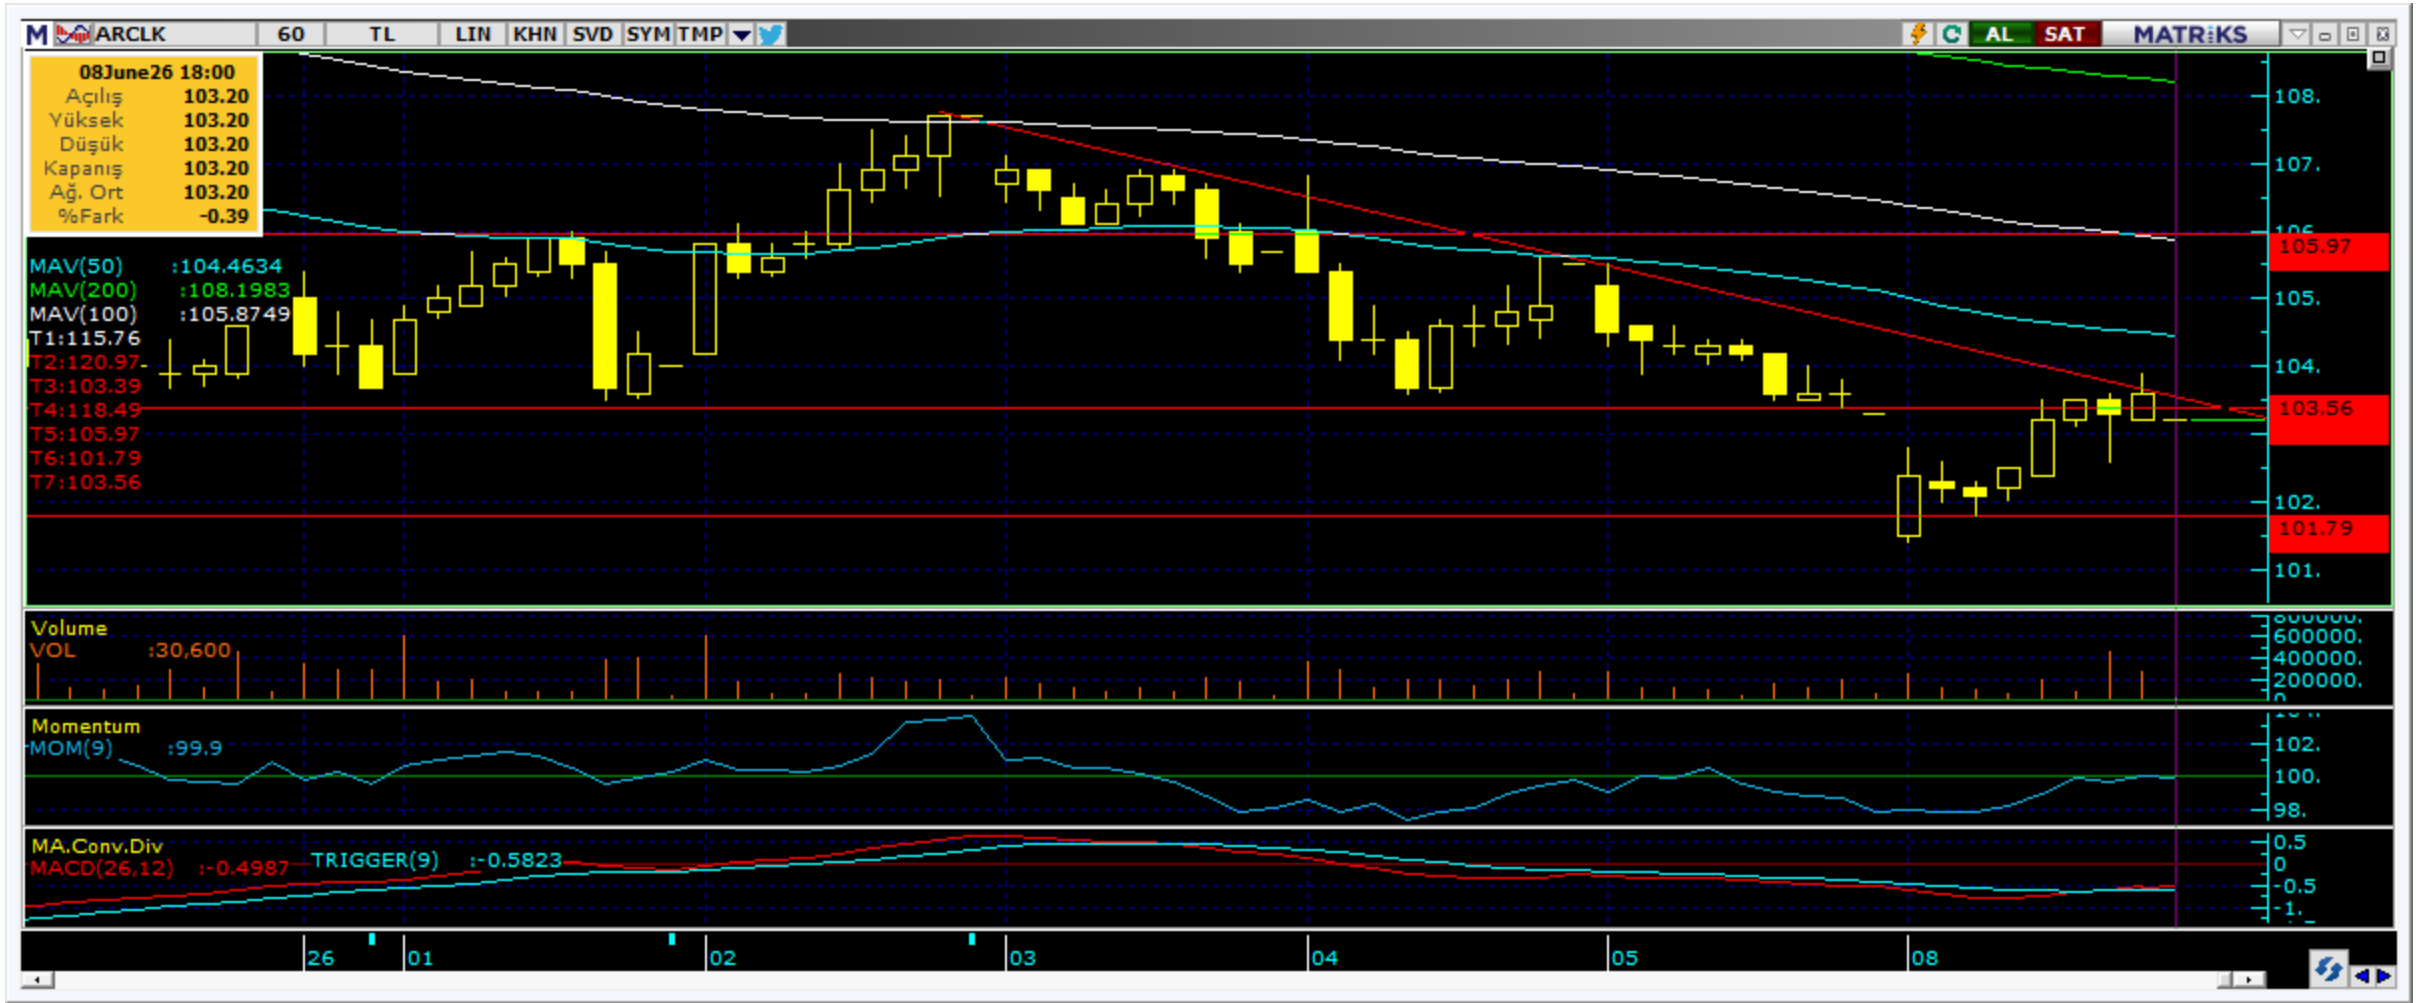 M ARCLK 60 TL LIN KHN SVD SYM TMP AL SAT MATRiKS
08June26 18:00
Açılış 103.20
Yüksek 103.20
Düşük 103.20
Kapanış 103.20
Ağ. Ort 103.20
%Fark -0.39
MAV(50) :104.4634
MAV(200) :108.1983
MAV(100) :105.8749
T1:115.76
T2:120.97
T3:103.39
T4:118.49
T5:105.97
T6:101.79
T7:103.56
108.
107.
106.
105.97
105.
104.
103.56
102.
101.79
101.
Volume
VOL :30,600
800000.
600000.
400000.
200000.
0
Momentum
MOM(9) :99.9
102.
100.
98.
MA.Conv.Div
MACD(26,12) :-0.4987
TRIGGER(9) :-0.5823
0.5
0
-0.5
-1.
26 01 02 03 04 05 08